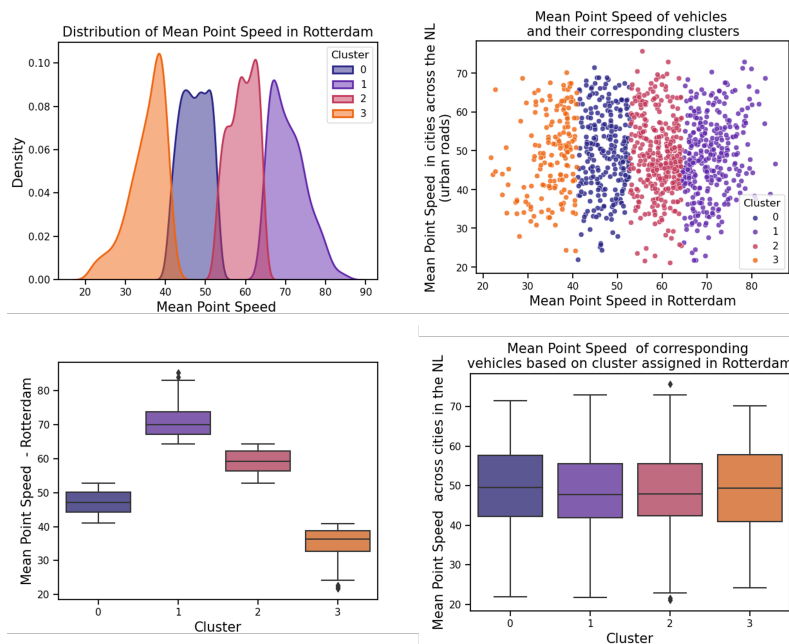 Distribution of Mean Point Speed in Rotterdam
Density
0.10
0.08
0.06
0.04
0.02
0.00
20 30 40 50 60 70 80 90
Mean Point Speed
Cluster
0
1
2
3
Mean Point Speed of vehicles
and their corresponding clusters
Mean Point Speed in cities across the NL
(urban roads)
70
60
50
40
30
20
20 30 40 50 60 70 80
Mean Point Speed in Rotterdam
Cluster
0
1
2
3
Mean Point Speed - Rotterdam
80
70
60
50
40
30
20
0 1 2 3
Cluster
Mean Point Speed of corresponding
vehicles based on cluster assigned in Rotterdam
Mean Point Speed across cities in the NL
70
60
50
40
30
20
0 1 2 3
Cluster